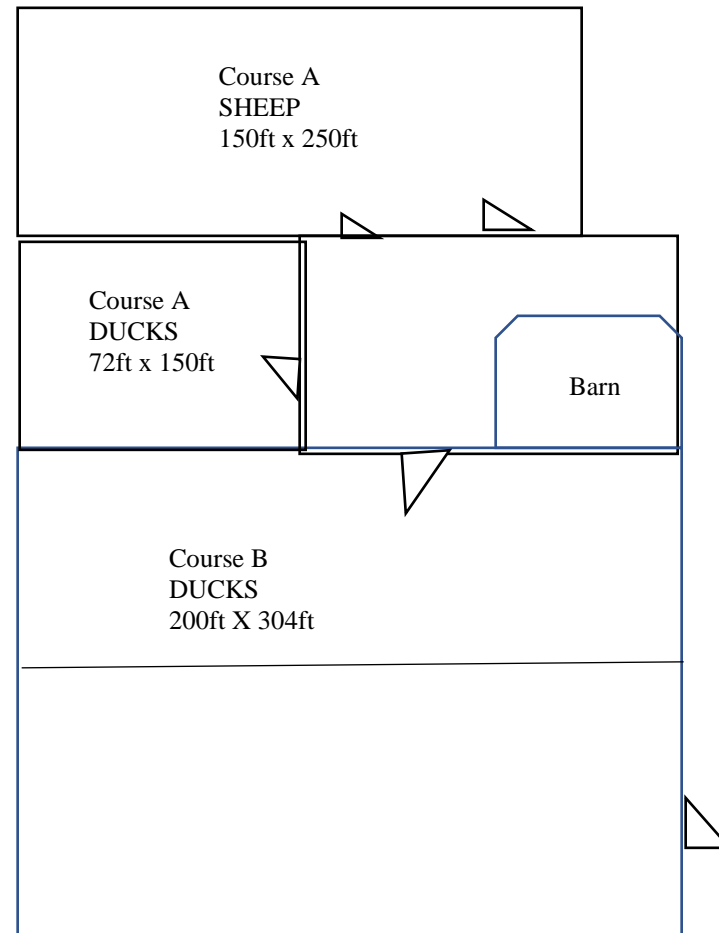 Course A
SHEEP
150ft x 250ft
Course A
DUCKS
72ft x 150ft
Barn
Course B
DUCKS
200ft X 304ft